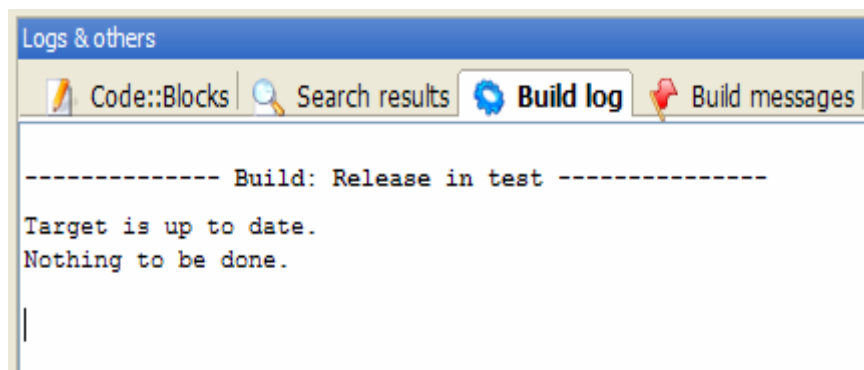 Logs & others
Code::Blocks Search results Build log Build messages
-------------- Build: Release in test ---------------
Target is up to date.
Nothing to be done.